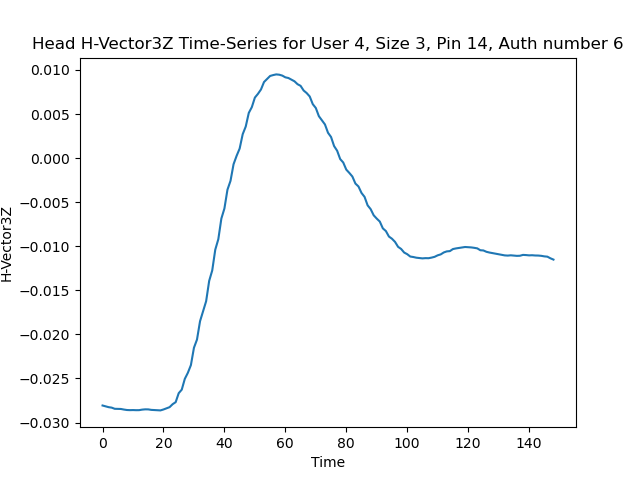 Head H-Vector3Z Time-Series for User 4, Size 3, Pin 14, Auth number 6
H-Vector3Z
0.010
0.005
0.000
−0.005
−0.010
−0.015
−0.020
−0.025
−0.030
0 20 40 60 80 100 120 140
Time